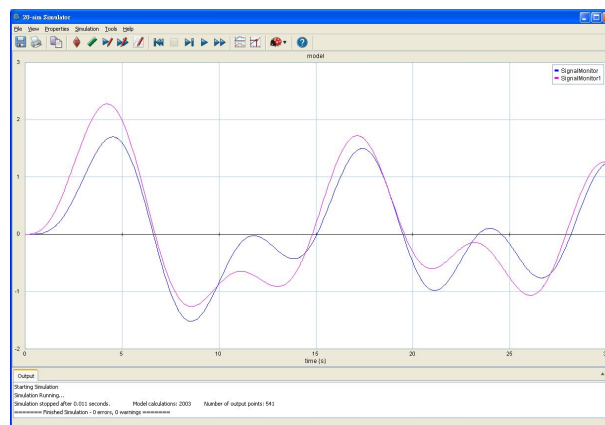 20-sim Simulator
File View Properties Simulation Tools Help
model
SignalMonitor
SignalMonitor1
3
2
1
0
-1
-2
0 5 10 15 20 25 30
time {s}
Output
Starting Simulation
Simulation Running...
Simulation stopped after 0.011 seconds. Model calculations: 2003 Number of output points: 541
======= Finished Simulation - 0 errors, 0 warnings =======